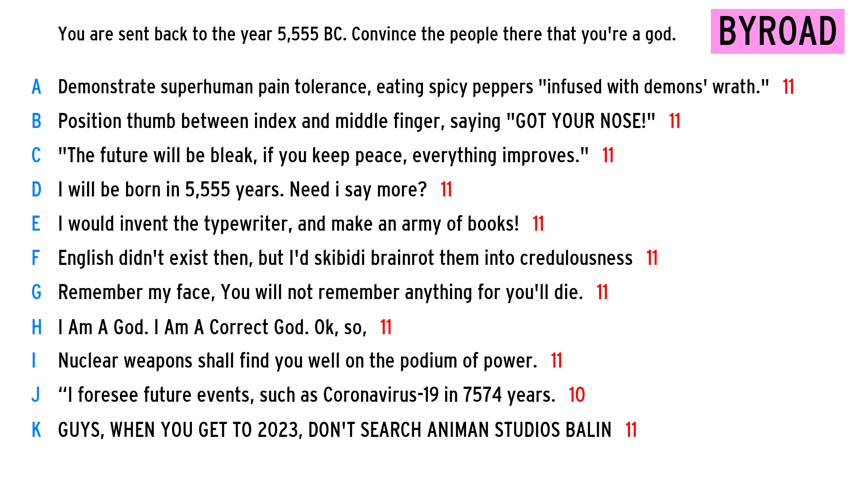 You are sent back to the year 5,555 BC. Convince the people there that you're a god.
BYROAD
A Demonstrate superhuman pain tolerance, eating spicy peppers "infused with demons' wrath." 11
B Position thumb between index and middle finger, saying "GOT YOUR NOSE!" 11
C "The future will be bleak, if you keep peace, everything improves." 11
D I will be born in 5,555 years. Need i say more? 11
E I would invent the typewriter, and make an army of books! 11
F English didn't exist then, but I'd skibidi brainrot them into credulousness 11
G Remember my face, You will not remember anything for you'll die. 11
H I Am A God. I Am A Correct God. Ok, so, 11
I Nuclear weapons shall find you well on the podium of power. 11
J “I foresee future events, such as Coronavirus-19 in 7574 years. 10
K GUYS, WHEN YOU GET TO 2023, DON'T SEARCH ANIMAN STUDIOS BALIN 11